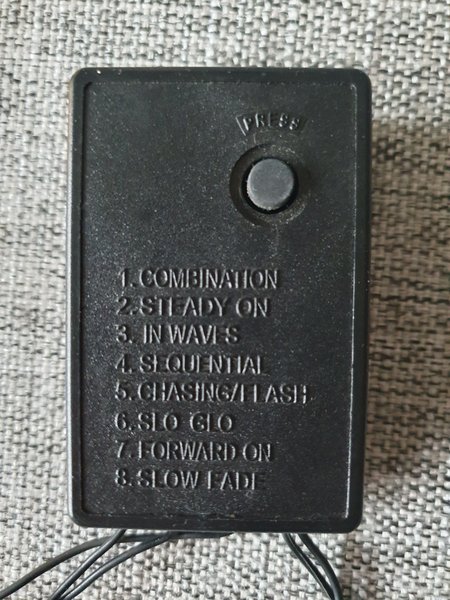 PRESS
1. COMBINATION
2. STEADY ON
3. IN WAVES
4. SEQUENTIAL
5. CHASING/FLASH
6. SLO GLO
7. FORWARD ON
8. SLOW FADE